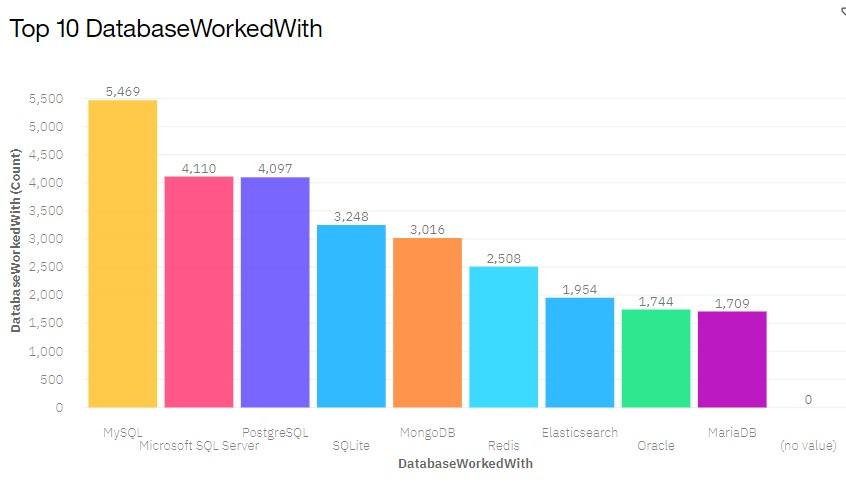 Top 10 DatabaseWorkedWith
DatabaseWorkedWith (Count)
5,500
5,000
4,500
4,000
3,500
3,000
2,500
2,000
1,500
1,000
500
0
5,469
4,110
4,097
3,248
3,016
2,508
1,954
1,744
1,709
0
MySQL
Microsoft SQL Server
PostgreSQL
SQLite
MongoDB
Redis
Elasticsearch
Oracle
MariaDB
(no value)
DatabaseWorkedWith